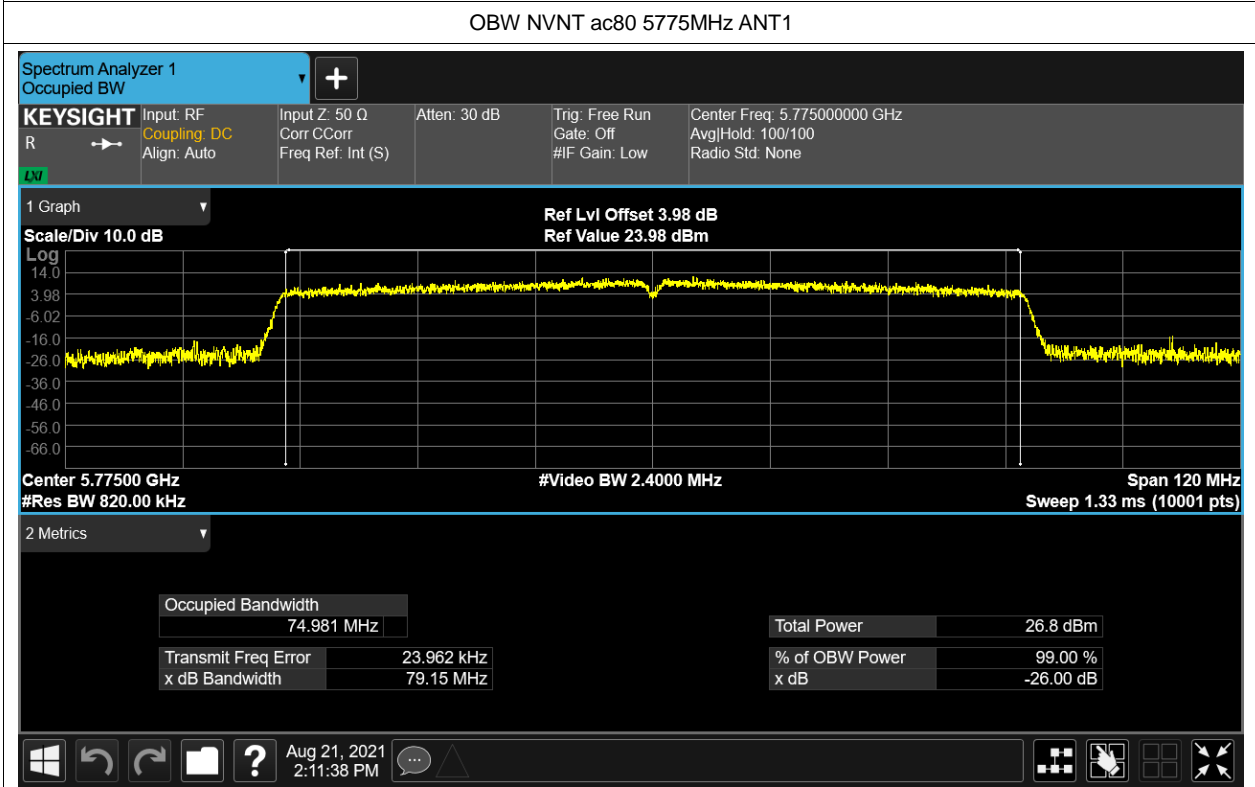 OBW NVNT ac80 5775MHz ANT1
Spectrum Analyzer 1
Occupied BW
KEYSIGHT
R
LXI
Input: RF
Coupling: DC
Align: Auto
Input Z: 50 Ω
Corr CCorr
Freq Ref: Int (S)
Atten: 30 dB
Trig: Free Run
Gate: Off
#IF Gain: Low
Center Freq: 5.775000000 GHz
Avg|Hold: 100/100
Radio Std: None
1 Graph
Scale/Div 10.0 dB
Ref Lvl Offset 3.98 dB
Ref Value 23.98 dBm
Log
14.0
3.98
-6.02
-16.0
-26.0
-36.0
-46.0
-56.0
-66.0
Center 5.77500 GHz
#Video BW 2.4000 MHz
Span 120 MHz
#Res BW 820.00 kHz
Sweep 1.33 ms (10001 pts)
2 Metrics
Occupied Bandwidth
74.981 MHz
Total Power 26.8 dBm
Transmit Freq Error 23.962 kHz
% of OBW Power 99.00 %
x dB Bandwidth 79.15 MHz
x dB -26.00 dB
?
Aug 21, 2021
2:11:38 PM